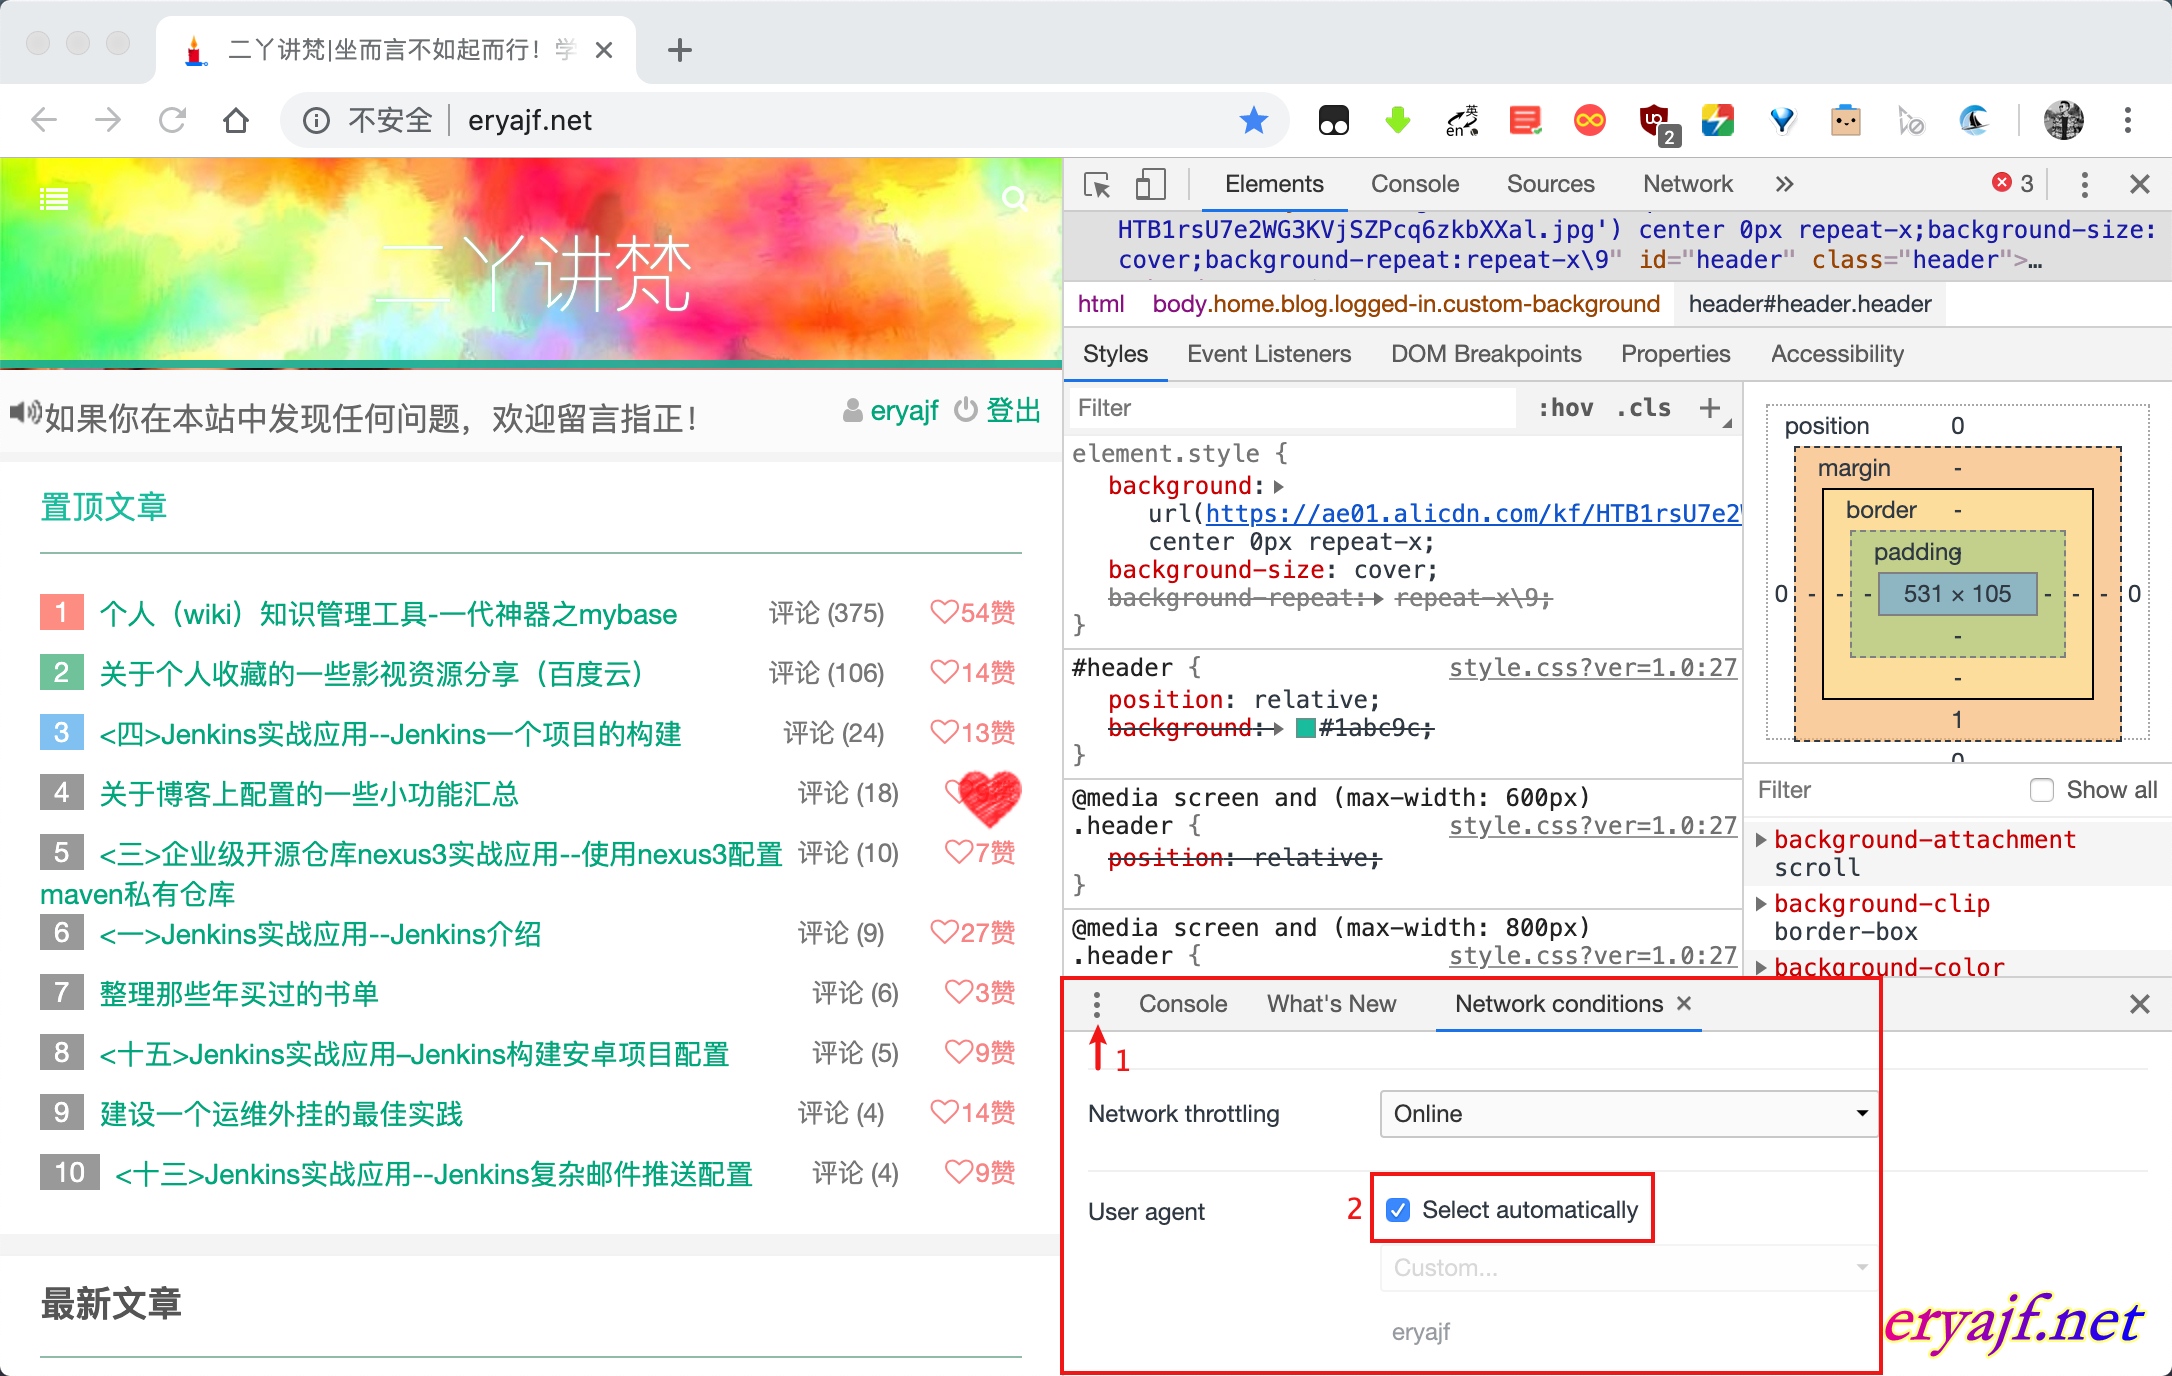 二丫讲梵|坐而言不如起而行！学
不安全 eryajf.net
en 英
2
二丫讲梵
如果你在本站中发现任何问题，欢迎留言指正！ eryajf 登出
置顶文章
1 个人（wiki）知识管理工具-一代神器之mybase 评论 (375) 54赞
2 关于个人收藏的一些影视资源分享（百度云） 评论 (106) 14赞
3 <四>Jenkins实战应用--Jenkins一个项目的构建 评论 (24) 13赞
4 关于博客上配置的一些小功能汇总 评论 (18)
5 <三>企业级开源仓库nexus3实战应用--使用nexus3配置 评论 (10) 7赞
maven私有仓库
6 <一>Jenkins实战应用--Jenkins介绍 评论 (9) 27赞
7 整理那些年买过的书单 评论 (6) 3赞
8 <十五>Jenkins实战应用–Jenkins构建安卓项目配置 评论 (5) 9赞
9 建设一个运维外挂的最佳实践 评论 (4) 14赞
10 <十三>Jenkins实战应用--Jenkins复杂邮件推送配置 评论 (4) 9赞
最新文章
Elements Console Sources Network » 3
HTB1rsU7e2WG3KVjSZPcq6zkbXXal.jpg') center 0px repeat-x;background-size:
cover;background-repeat:repeat-x\9" id="header" class="header">…
html body.home.blog.logged-in.custom-background header#header.header
Styles Event Listeners DOM Breakpoints Properties Accessibility
Filter :hov .cls +
element.style {
background:
url(https://ae01.alicdn.com/kf/HTB1rsU7e2
center 0px repeat-x;
background-size: cover;
background-repeat: repeat-x\9;
}
#header { style.css?ver=1.0:27
position: relative;
background: #1abc9c;
}
@media screen and (max-width: 600px)
.header { style.css?ver=1.0:27
position: relative;
}
@media screen and (max-width: 800px)
.header { style.css?ver=1.0:27
position 0
margin -
border -
padding -
0 - - - 531 × 105 - - - 0
-
-
1
0
Filter Show all
background-attachment
scroll
background-clip
border-box
background-color
Console What's New Network conditions
1
Network throttling Online
User agent 2 Select automatically
Custom...
eryajf
eryajf.net